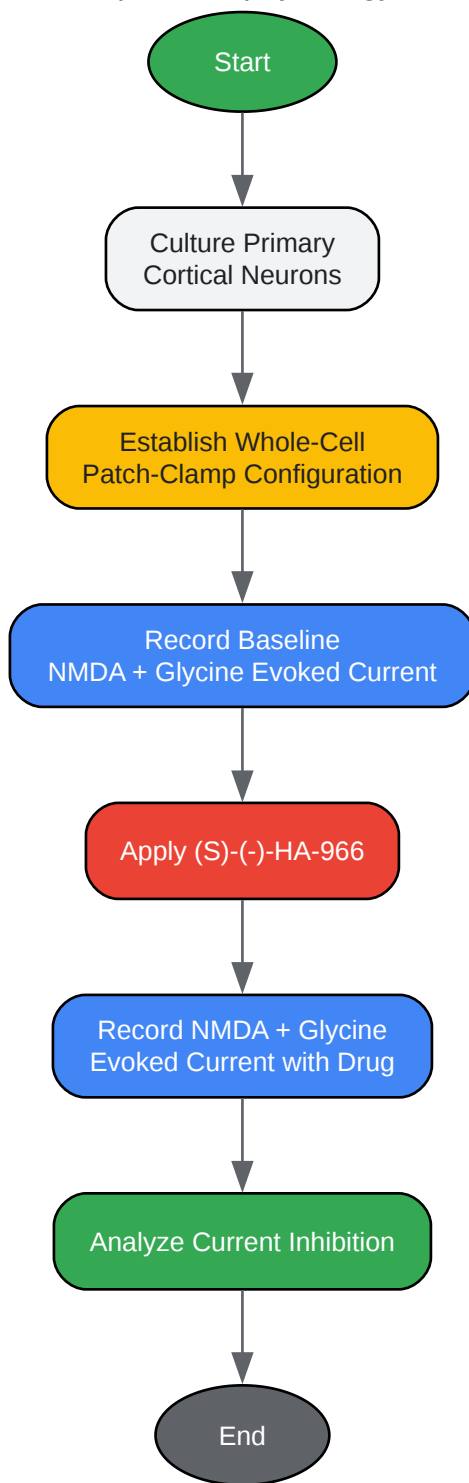 Start
Culture Primary
Cortical Neurons
Establish Whole-Cell
Patch-Clamp Configuration
Record Baseline
NMDA + Glycine Evoked Current
Apply (S)-(-)-HA-966
Record NMDA + Glycine
Evoked Current with Drug
Analyze Current Inhibition
End